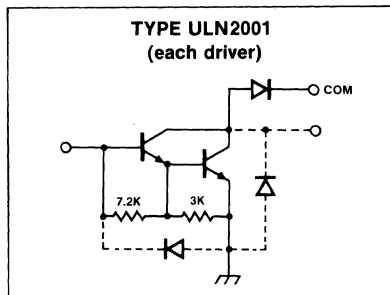 TYPE ULN2001
(each driver)
COM
7.2K
3K